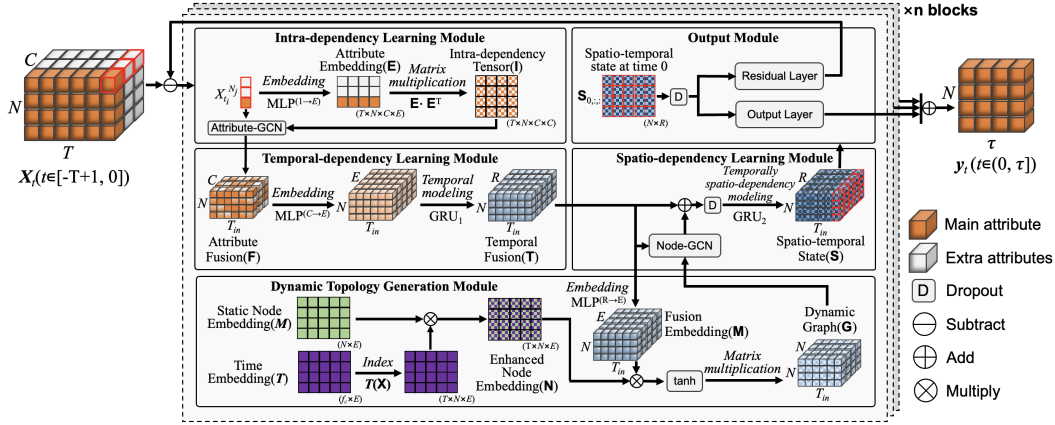 ×n blocks
C
N
T
X_t(t∈[-T+1, 0])
Intra-dependency Learning Module
X_{t_i}^{N_j}
Embedding
MLP^(1→E)
Attribute
Embedding(E)
(T×N×C×E)
Matrix
multiplication
E· E^T
Intra-dependency
Tensor(I)
(T×N×C×C)
Attribute-GCN
Output Module
Spatio-temporal
state at time 0
S_{0,:,:}
(N×R)
D
Residual Layer
Output Layer
N
τ
y_t (t∈(0, τ])
Temporal-dependency Learning Module
C
N
T_in
Attribute
Fusion(F)
Embedding
MLP^(C→E)
E
N
T_in
Temporal
modeling
GRU_1
R
N
T_in
Temporal
Fusion(T)
Spatio-dependency Learning Module
D
Temporally
spatio-dependency
modeling
GRU_2
R
N
T_in
Spatio-temporal
State(S)
Node-GCN
Dynamic Topology Generation Module
Static Node
Embedding(M)
(N×E)
Time
Embedding(T)
(f_c×E)
Index
T(X)
(T×N×E)
(T×N×E)
Enhanced
Node
Embedding(N)
Embedding
MLP^(R→E)
E
N
T_in
Fusion
Embedding(M)
tanh
Matrix
multiplication
Dynamic
Graph(G)
N
N
T_in
Main attribute
Extra attributes
D
Dropout
Subtract
Add
Multiply